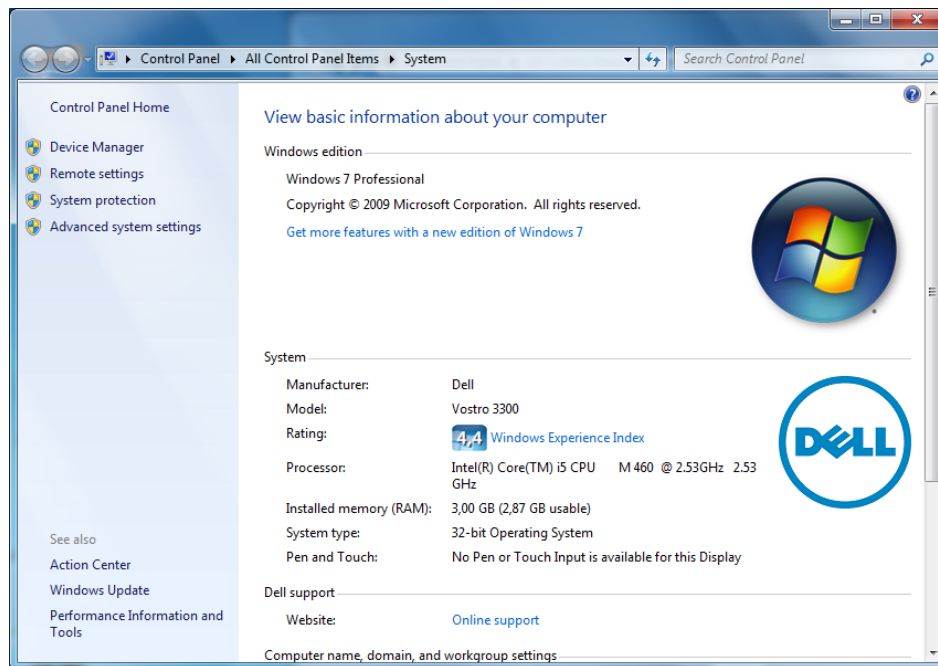 Control Panel ▸ All Control Panel Items ▸ System
Search Control Panel
Control Panel Home
Device Manager
Remote settings
System protection
Advanced system settings
See also
Action Center
Windows Update
Performance Information and
Tools
View basic information about your computer
Windows edition
Windows 7 Professional
Copyright © 2009 Microsoft Corporation. All rights reserved.
Get more features with a new edition of Windows 7
System
Manufacturer: Dell
Model: Vostro 3300
Rating: 4,4 Windows Experience Index
Processor: Intel(R) Core(TM) i5 CPU M 460 @ 2.53GHz 2.53
GHz
Installed memory (RAM): 3,00 GB (2,87 GB usable)
System type: 32-bit Operating System
Pen and Touch: No Pen or Touch Input is available for this Display
DELL
Dell support
Website: Online support
Computer name, domain, and workgroup settings